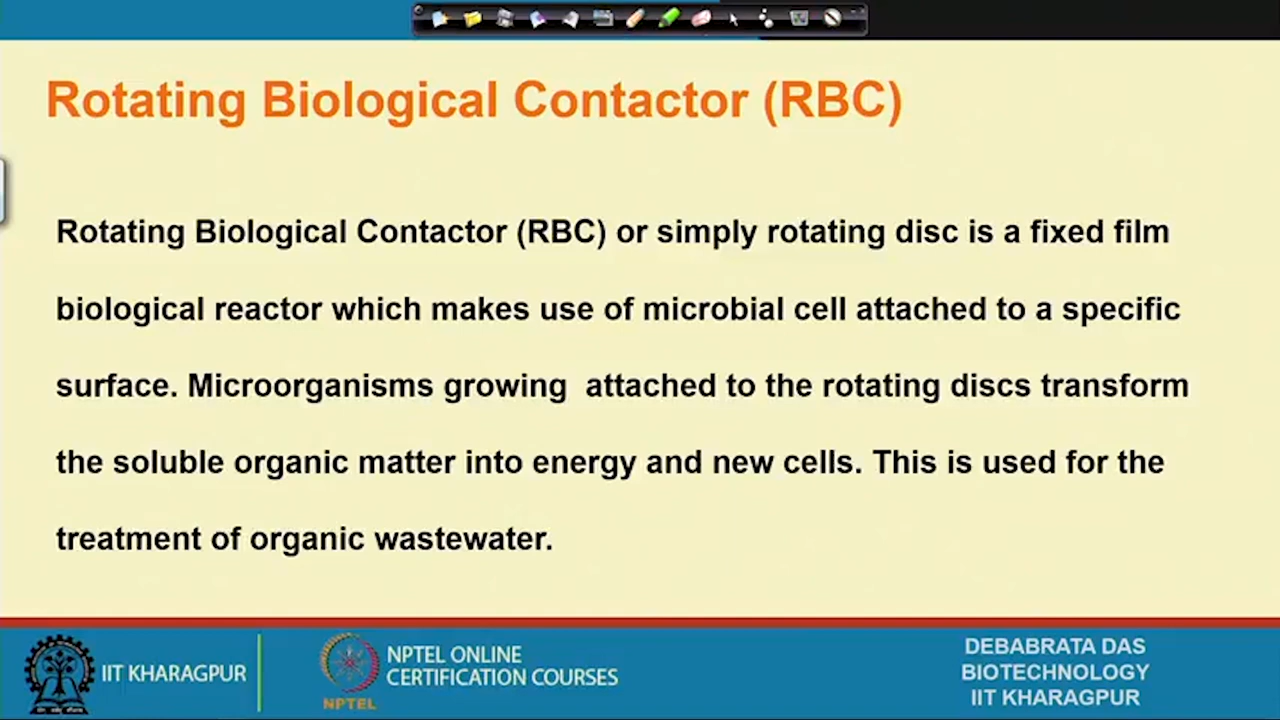 Rotating Biological Contactor (RBC)
Rotating Biological Contactor (RBC) or simply rotating disc is a fixed film
biological reactor which makes use of microbial cell attached to a specific
surface. Microorganisms growing attached to the rotating discs transform
the soluble organic matter into energy and new cells. This is used for the
treatment of organic wastewater.
IIT KHARAGPUR
NPTEL
NPTEL ONLINE
CERTIFICATION COURSES
DEBABRATA DAS
BIOTECHNOLOGY
IIT KHARAGPUR